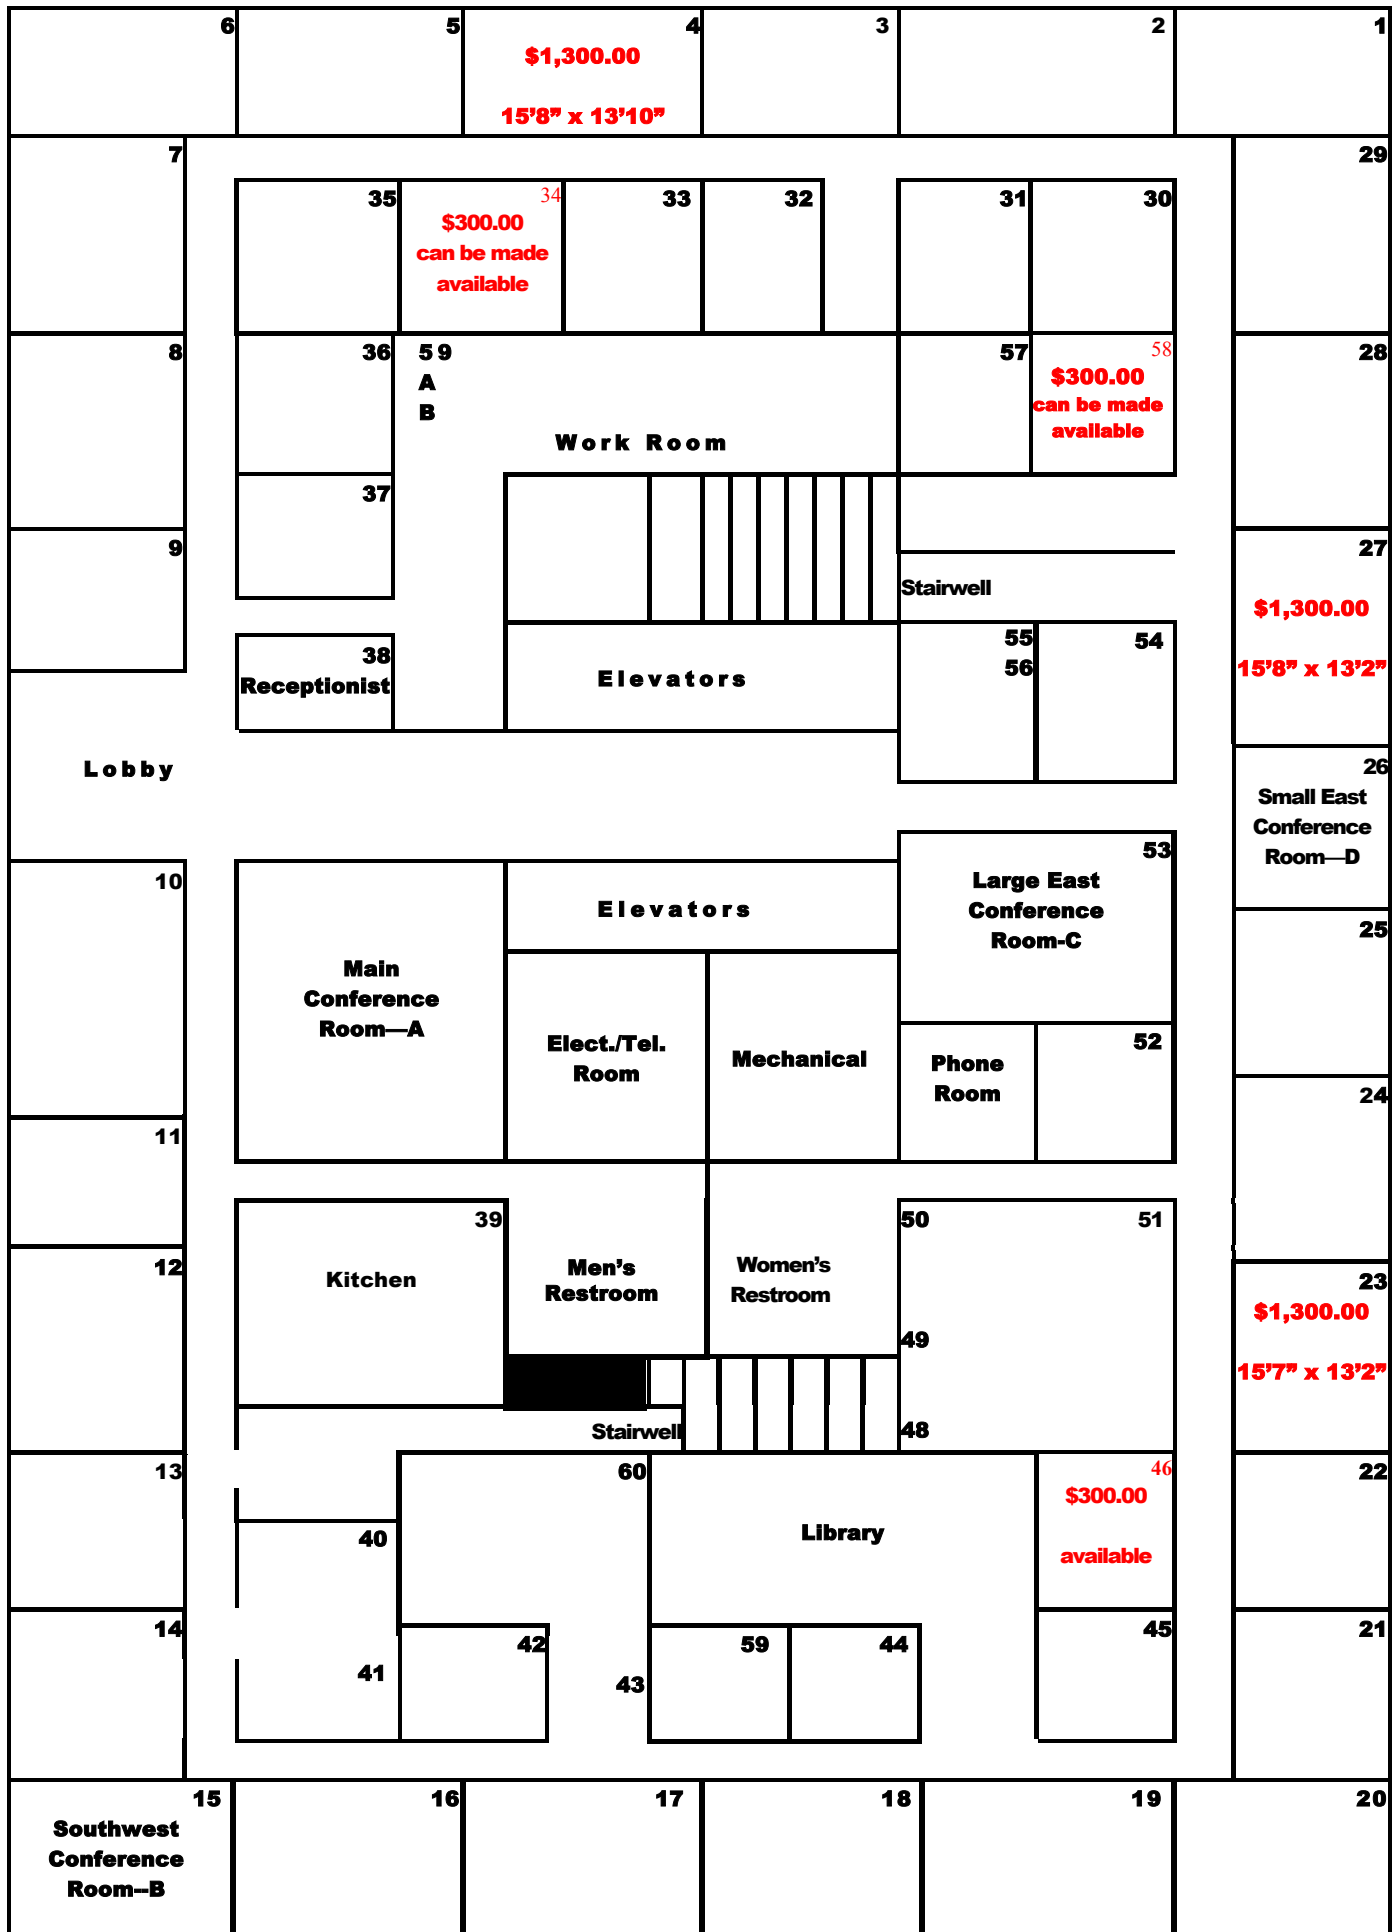 6
5
4
3
2
1
$1,300.00
15’8” x 13’10”
7
29
35
34
33
32
31
30
$300.00
can be made
available
8
36
5 9
A
B
57
58
28
$300.00
can be made
available
Work Room
37
9
27
Stairwell
$1,300.00
15’8” x 13’2”
38
Receptionist
Elevators
55
56
54
Lobby
26
Small East
Conference
Room—D
10
53
Large East
Conference
Room-C
Elevators
25
Main
Conference
Room—A
Elect./Tel.
Room
Mechanical
Phone
Room
52
24
11
39
50
51
12
Kitchen
Men’s
Restroom
Women’s
Restroom
23
$1,300.00
15’7” x 13’2”
49
48
Stairwell
13
60
46
22
$300.00
available
Library
40
14
42
59
44
45
21
41
43
15
16
17
18
19
20
Southwest
Conference
Room--B